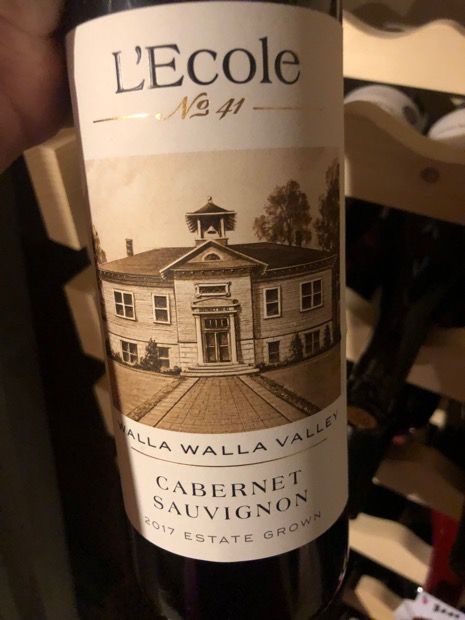 L'Ecole
No 41
WALLA WALLA VALLEY
CABERNET
SAUVIGNON
2017 ESTATE GROWN